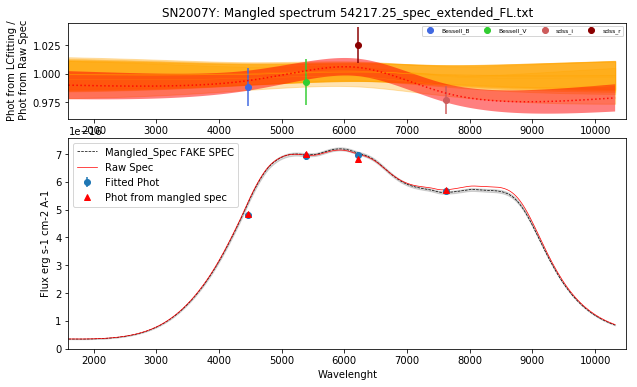 SN2007Y: Mangled spectrum 54217.25_spec_extended_FL.txt
Phot from LCfitting /
Phot from Raw Spec
1.025
1.000
0.975
Bessell_B
Bessell_V
sdss_i
sdss_r
2000 3000 4000 5000 6000 7000 8000 9000 10000
1e−16
Flux erg s-1 cm-2 A-1
7
6
5
4
3
2
1
0
Mangled_Spec FAKE SPEC
Raw Spec
Fitted Phot
Phot from mangled spec
2000 3000 4000 5000 6000 7000 8000 9000 10000
Wavelenght